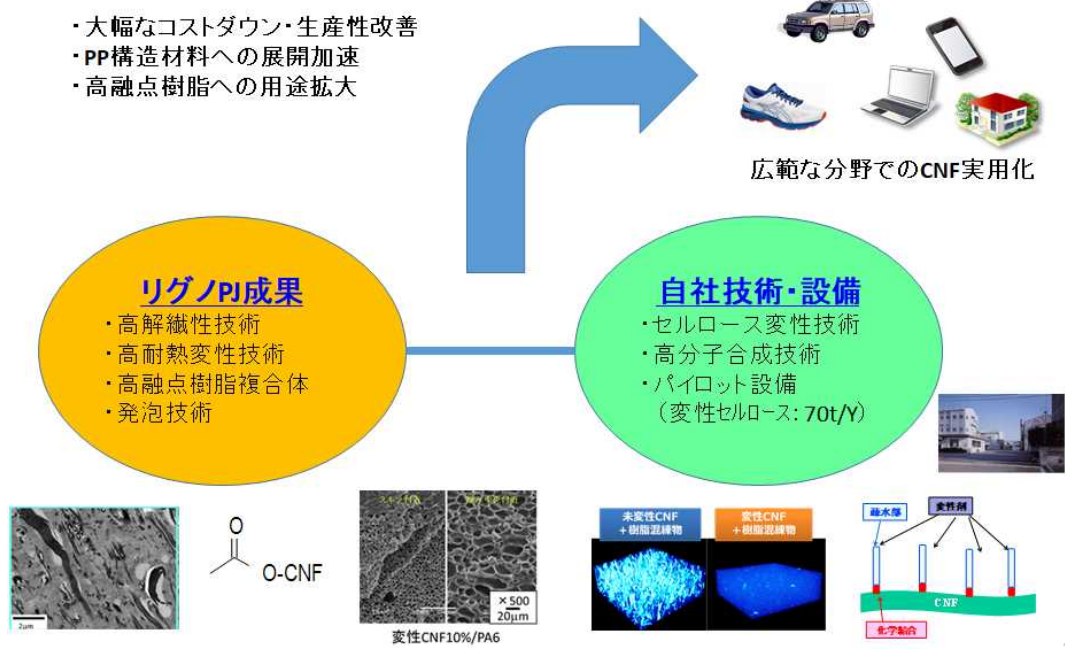 ・大幅なコストダウン・生産性改善
・PP構造材料への展開加速
・高融点樹脂への用途拡大
広範な分野でのCNF実用化
リグノPJ成果
・高解繊性技術
・高耐熱変性技術
・高融点樹脂複合体
・発泡技術
自社技術・設備
・セルロース変性技術
・高分子合成技術
・パイロット設備
（変性セルロース：70t/Y）
2μm
O
O-CNF
スキン付近
×500
20μm
変性CNF10%/PA6
未変性CNF
＋樹脂混練物
変性CNF
＋樹脂混練物
疎水部
変性剤
CNF
化学結合